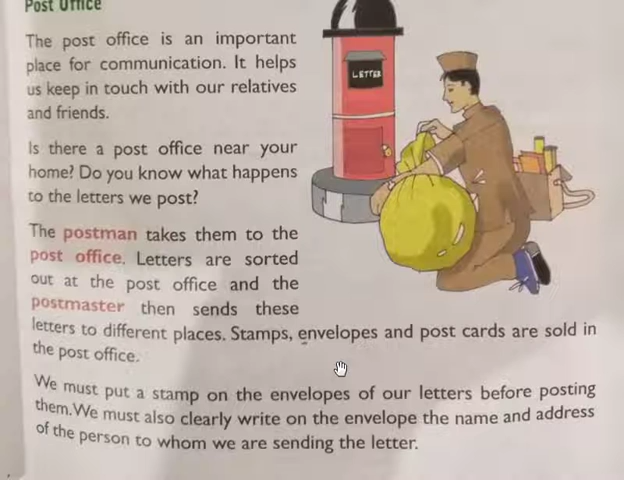 Post Office
The post office is an important
place for communication. It helps
us keep in touch with our relatives
and friends.
Is there a post office near your
home? Do you know what happens
to the letters we post?
The postman takes them to the
post office. Letters are sorted
out at the post office and the
postmaster then sends these
letters to different places. Stamps, envelopes and post cards are sold in
the post office.
We must put a stamp on the envelopes of our letters before posting
them. We must also clearly write on the envelope the name and address
of the person to whom we are sending the letter.
LETTER